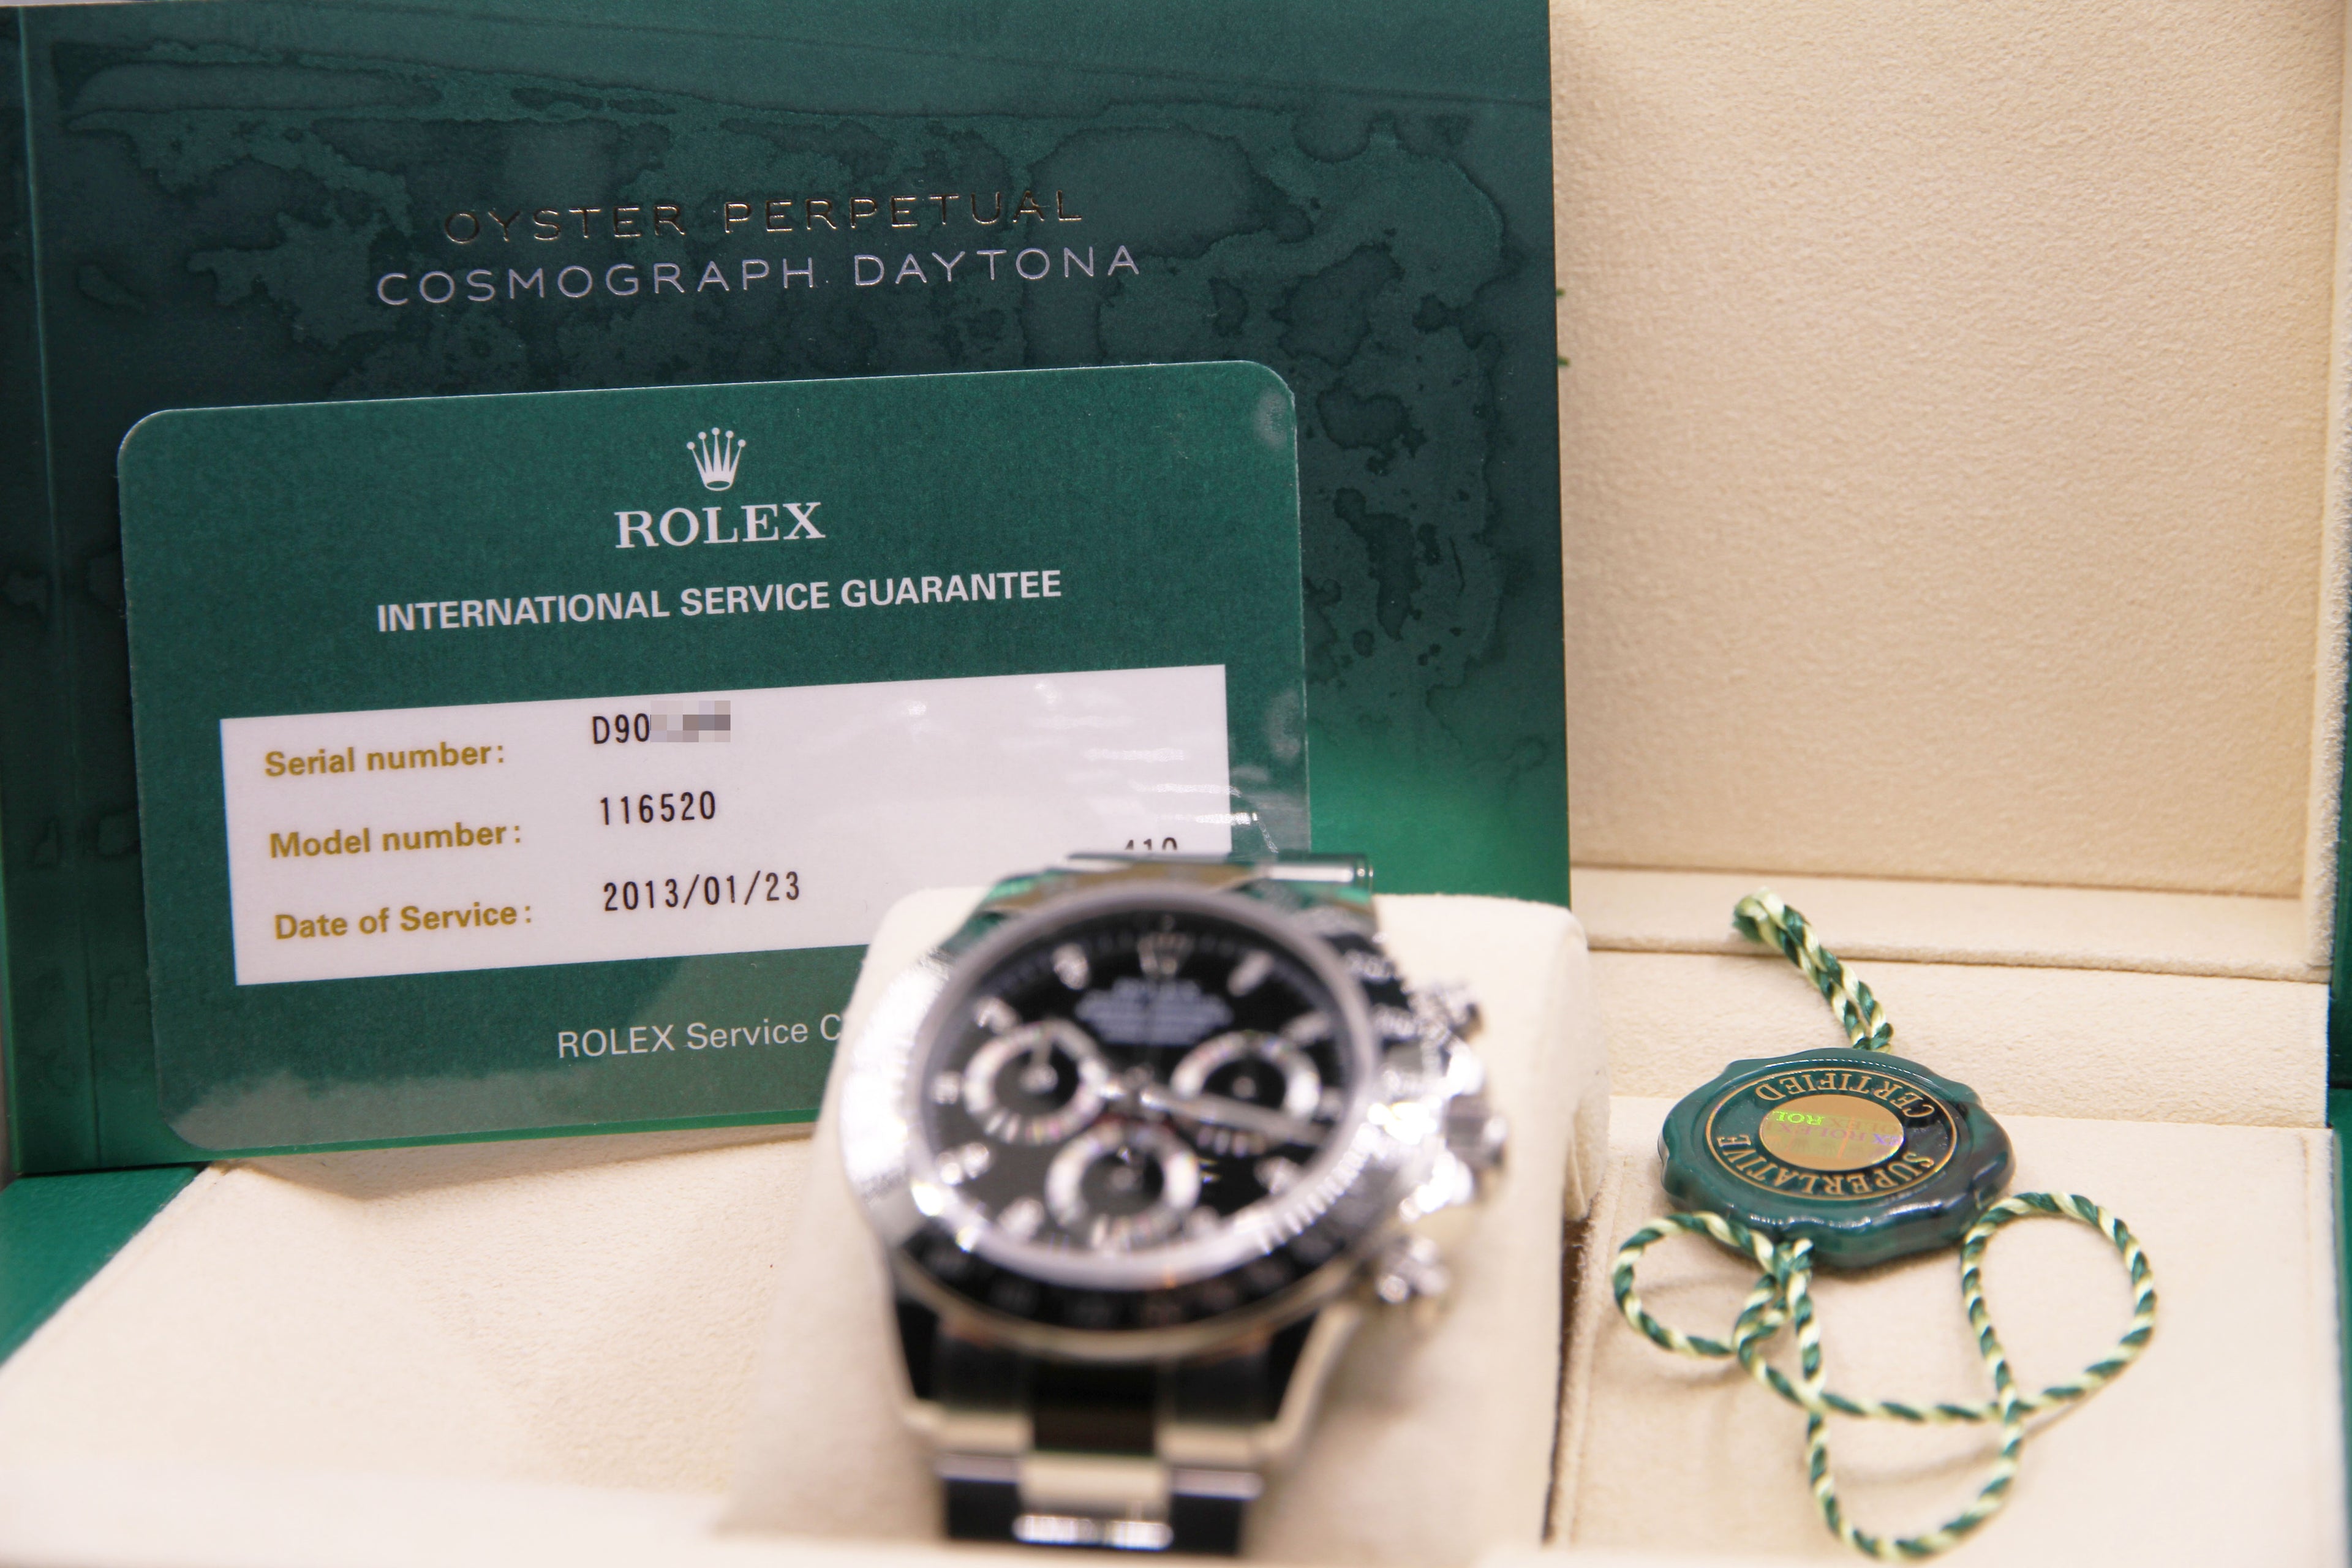 OYSTER PERPETUAL
COSMOGRAPH DAYTONA
ROLEX
INTERNATIONAL SERVICE GUARANTEE
Serial number: D90
Model number: 116520
410
Date of Service: 2013/01/23
ROLEX Service C
SUPERLATIVE
CERTIFIED